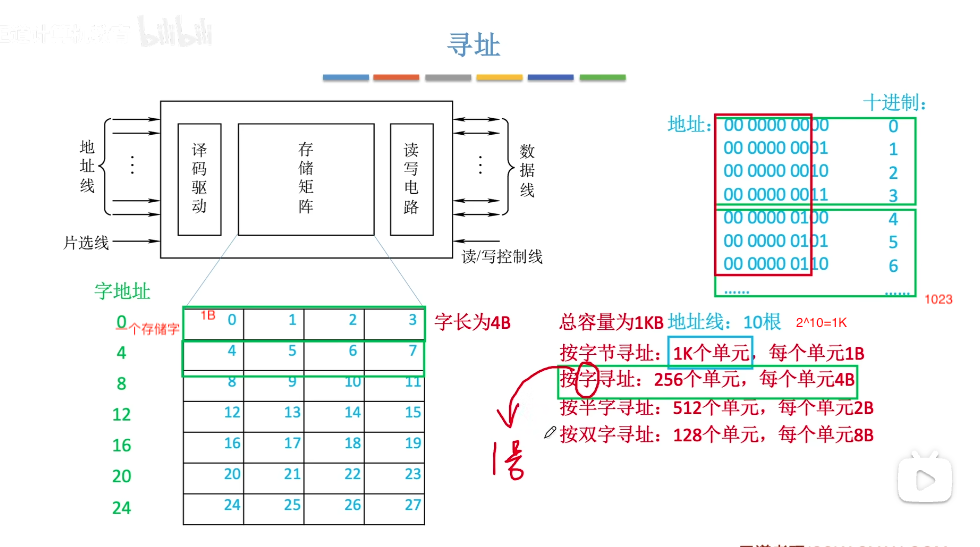 bilibili
寻址
十进制：
地址：
00 0000 0000 0
00 0000 0001 1
00 0000 0010 2
00 0000 0011 3
00 0000 0100 4
00 0000 0101 5
00 0000 0110 6
...... ......
1023
地址线
译码驱动
存储矩阵
读写电路
数据线
片选线
读/写控制线
字地址
0 一个存储字 1B 0 1 2 3 字长为4B
4 4 5 6 7
8 8 9 10 11
12 12 13 14 15
16 16 17 18 19
20 20 21 22 23
24 24 25 26 27
总容量为1KB 地址线：10根 2^10=1K
按字节寻址：1K个单元，每个单元1B
按字寻址：256个单元，每个单元4B
按半字寻址：512个单元，每个单元2B
按双字寻址：128个单元，每个单元8B
1号